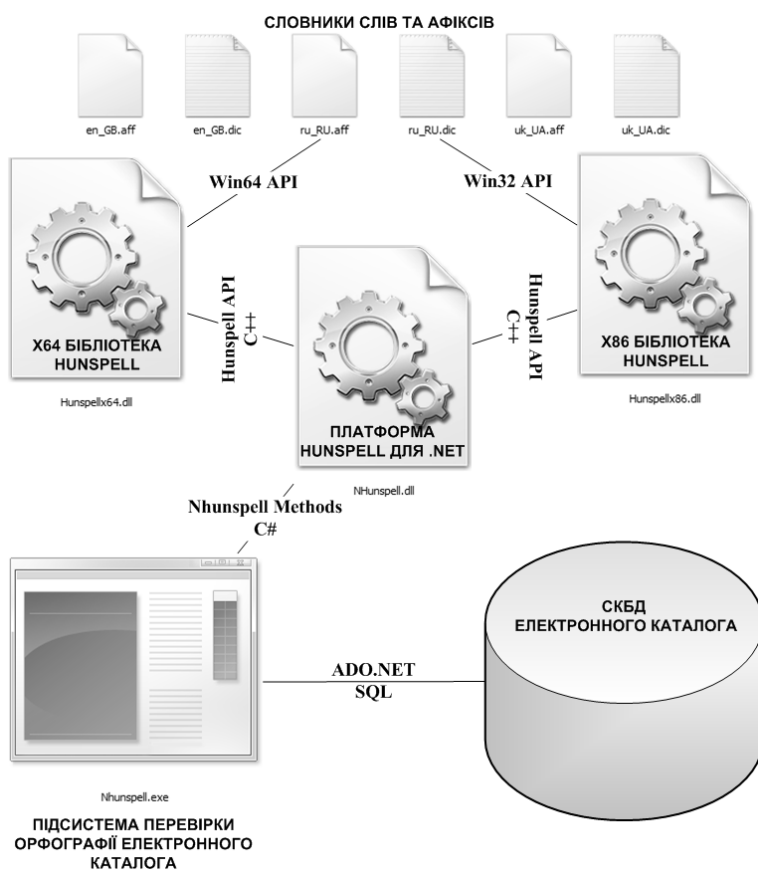 СЛОВНИКИ СЛІВ ТА АФІКСІВ
en_GB.aff
en_GB.dic
ru_RU.aff
ru_RU.dic
uk_UA.aff
uk_UA.dic
Win64 API
Win32 API
Hunspell API
C++
Hunspell API
C++
X64 БІБЛІОТЕКА
HUNSPELL
X86 БІБЛІОТЕКА
HUNSPELL
Hunspellx64.dll
Hunspellx86.dll
ПЛАТФОРМА
HUNSPELL ДЛЯ .NET
NHunspell.dll
Nhunspell Methods
C#
СКБД
ЕЛЕКТРОННОГО КАТАЛОГА
ADO.NET
SQL
Nhunspell.exe
ПІДСИСТЕМА ПЕРЕВІРКИ
ОРФОГРАФІЇ ЕЛЕКТРОННОГО
КАТАЛОГА